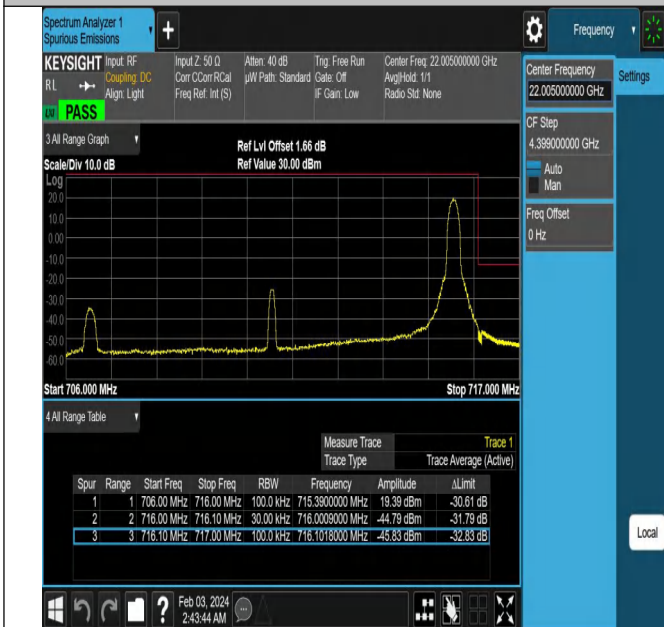 Spectrum Analyzer 1
Spurious Emissions
Frequency
KEYSIGHT
RL
PASS
Input: RF
Coupling: DC
Align: Light
Input Z: 50 Ω
Corr CCorr RCal
Freq Ref: Int (S)
Atten: 40 dB
µW Path: Standard
Trig: Free Run
Gate: Off
IF Gain: Low
Center Freq: 22.005000000 GHz
Avg|Hold: 1/1
Radio Std: None
Center Frequency
22.005000000 GHz
Settings
CF Step
4.399000000 GHz
Auto
Man
Freq Offset
0 Hz
3 All Range Graph
Ref Lvl Offset 1.66 dB
Scale/Div 10.0 dB
Ref Value 30.00 dBm
Log
20.0
10.0
0.00
-10.0
-20.0
-30.0
-40.0
-50.0
-60.0
Start 706.000 MHz
Stop 717.000 MHz
4 All Range Table
Measure Trace Trace 1
Trace Type Trace Average (Active)
Spur Range Start Freq Stop Freq RBW Frequency Amplitude ΔLimit
1 1 706.00 MHz 716.00 MHz 100.0 kHz 715.3900000 MHz 19.39 dBm -30.61 dB
2 2 716.00 MHz 716.10 MHz 30.00 kHz 716.0009000 MHz -44.79 dBm -31.79 dB
3 3 716.10 MHz 717.00 MHz 100.0 kHz 716.1018000 MHz -45.83 dBm -32.83 dB
Local
Feb 03, 2024
2:43:44 AM